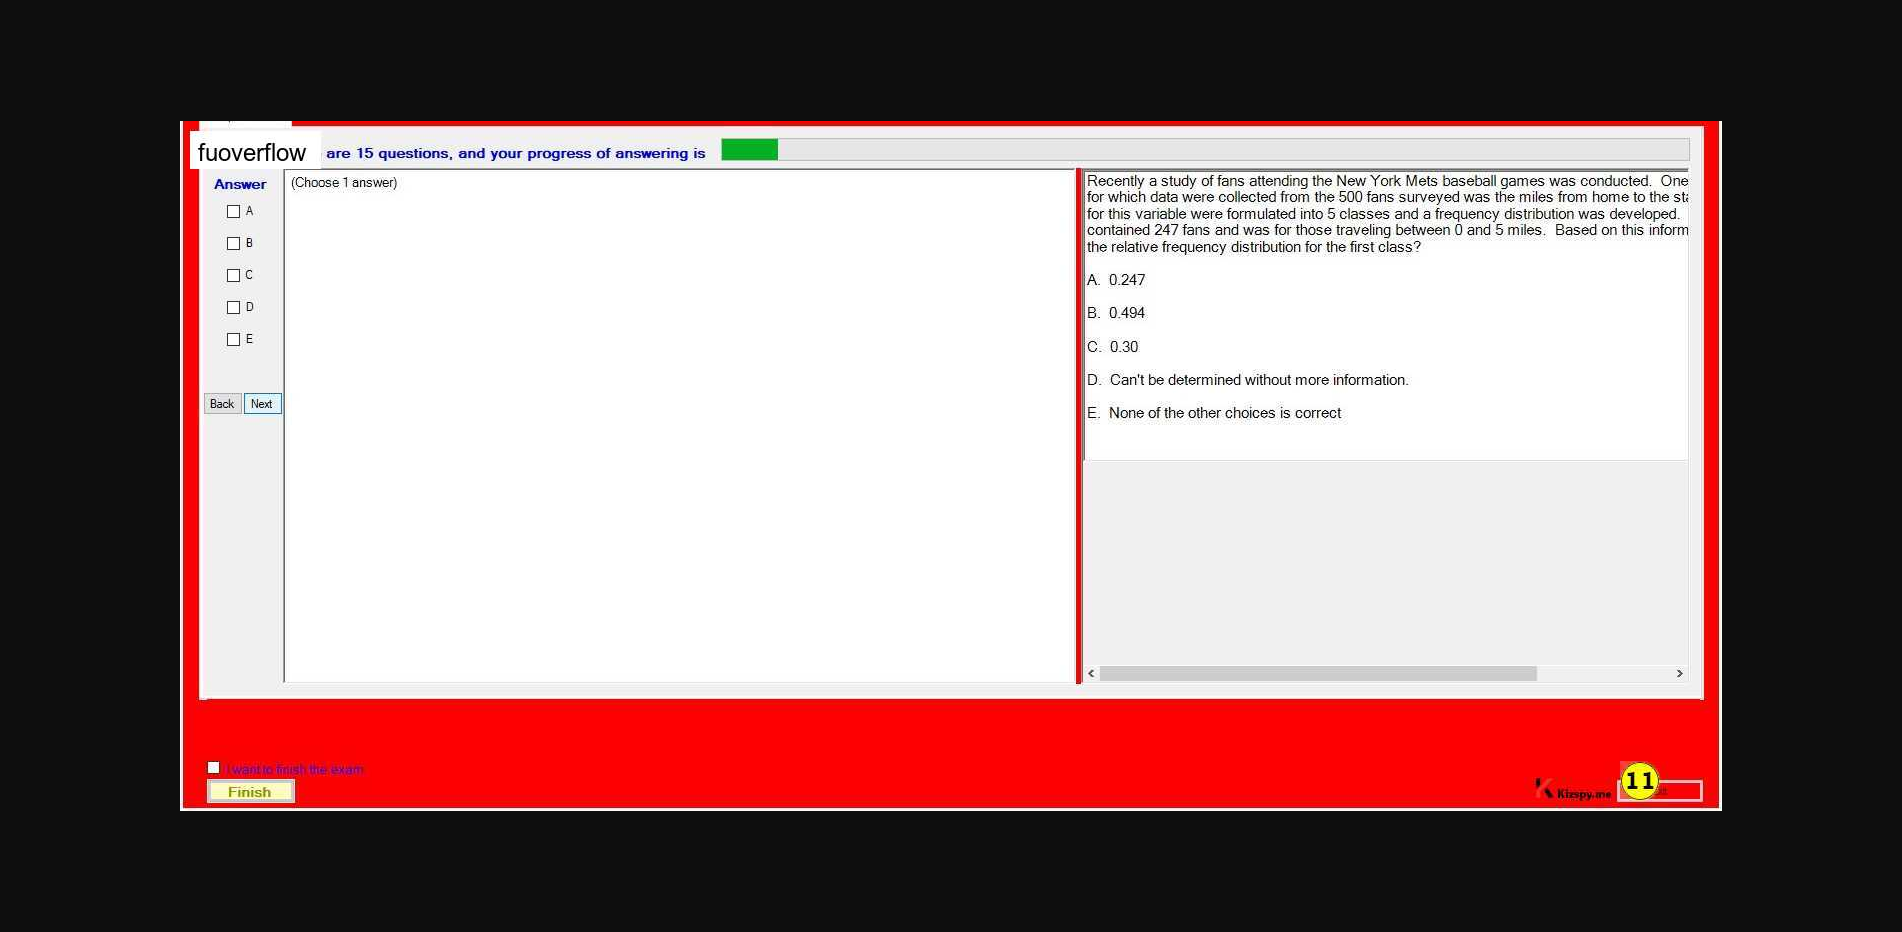 fuoverflow are 15 questions, and your progress of answering is
Answer
(Choose 1 answer)
A
B
C
D
E
Back Next
Recently a study of fans attending the New York Mets baseball games was conducted. One
for which data were collected from the 500 fans surveyed was the miles from home to the sta
for this variable were formulated into 5 classes and a frequency distribution was developed.
contained 247 fans and was for those traveling between 0 and 5 miles. Based on this inform
the relative frequency distribution for the first class?
A. 0.247
B. 0.494
C. 0.30
D. Can't be determined without more information.
E. None of the other choices is correct
I want to finish the exam
Finish
Kizspy.me
11